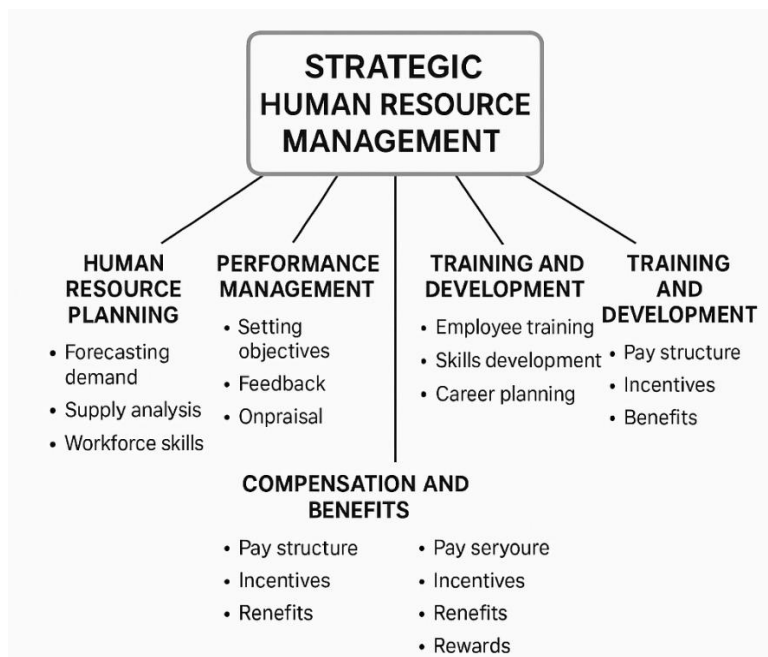 STRATEGIC
HUMAN RESOURCE
MANAGEMENT
HUMAN
RESOURCE
PLANNING
• Forecasting
demand
• Supply analysis
• Workforce skills
PERFORMANCE
MANAGEMENT
• Setting
objectives
• Feedback
• Onpraisal
TRAINING AND
DEVELOPMENT
• Employee training
• Skills development
• Career planning
TRAINING
AND
DEVELOPMENT
• Pay structure
• Incentives
• Benefits
COMPENSATION AND
BENEFITS
• Pay structure
• Incentives
• Renefits
• Pay seryoure
• Incentives
• Renefits
• Rewards